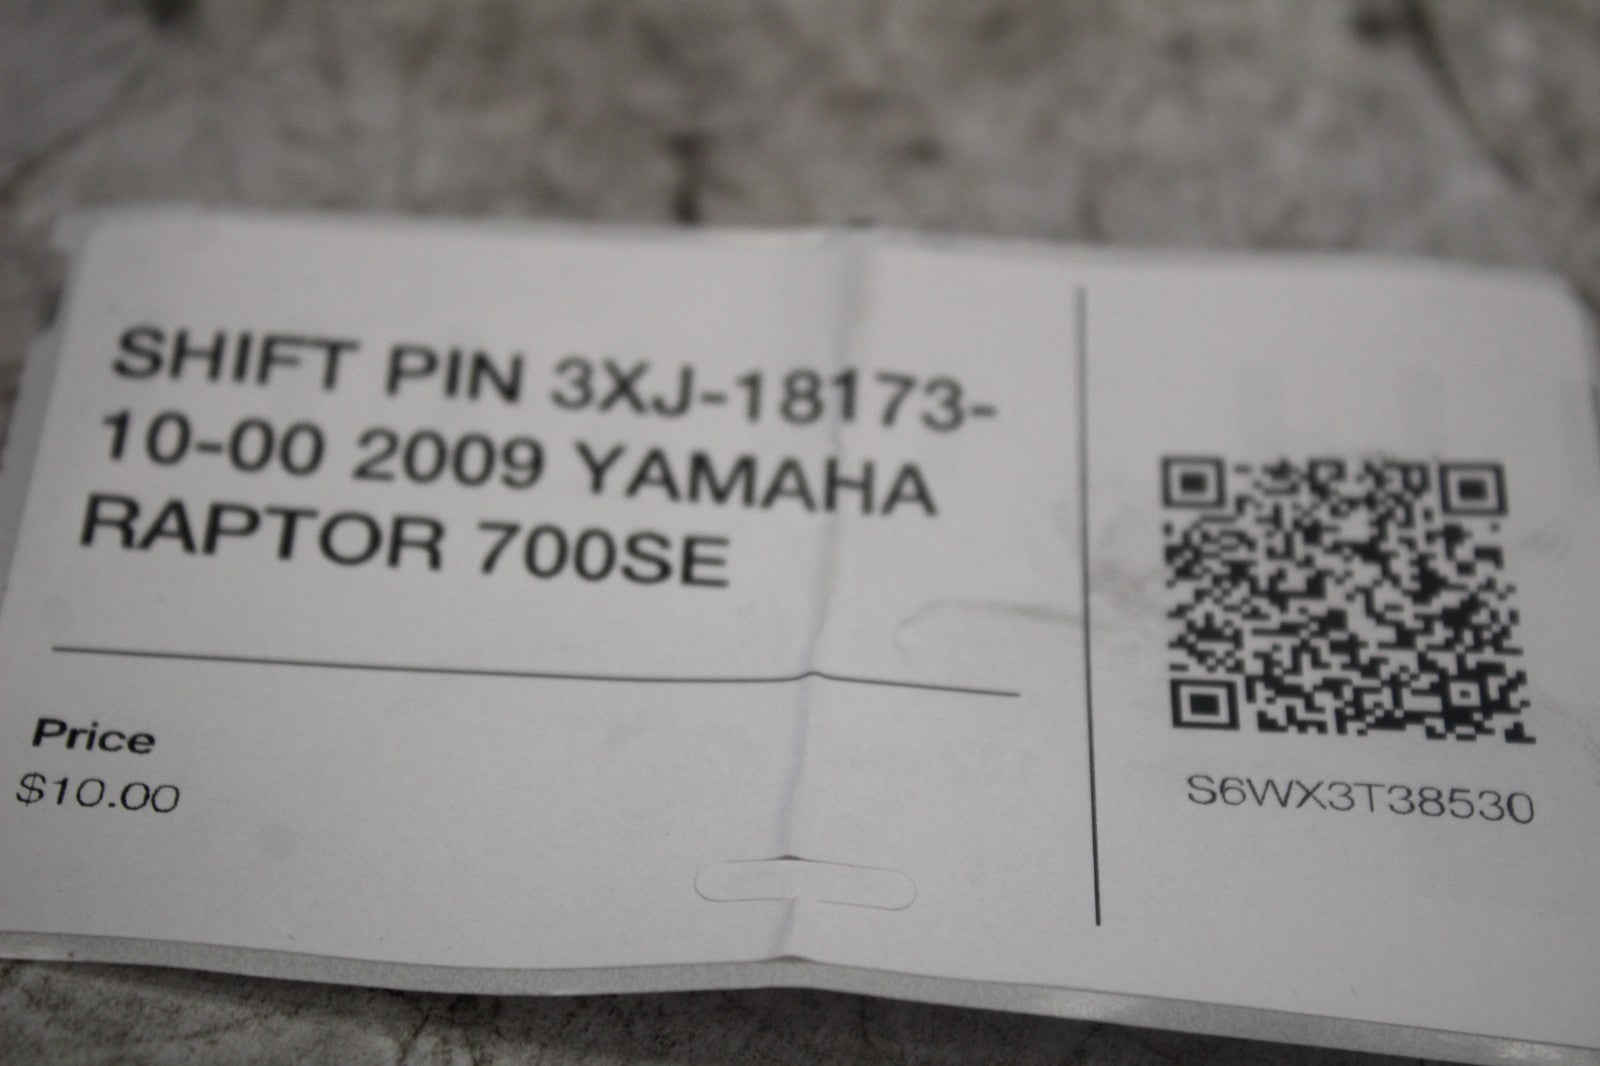 SHIFT PIN 3XJ-18173-
10-00 2009 YAMAHA
RAPTOR 700SE
Price
$10.00
S6WX3T38530